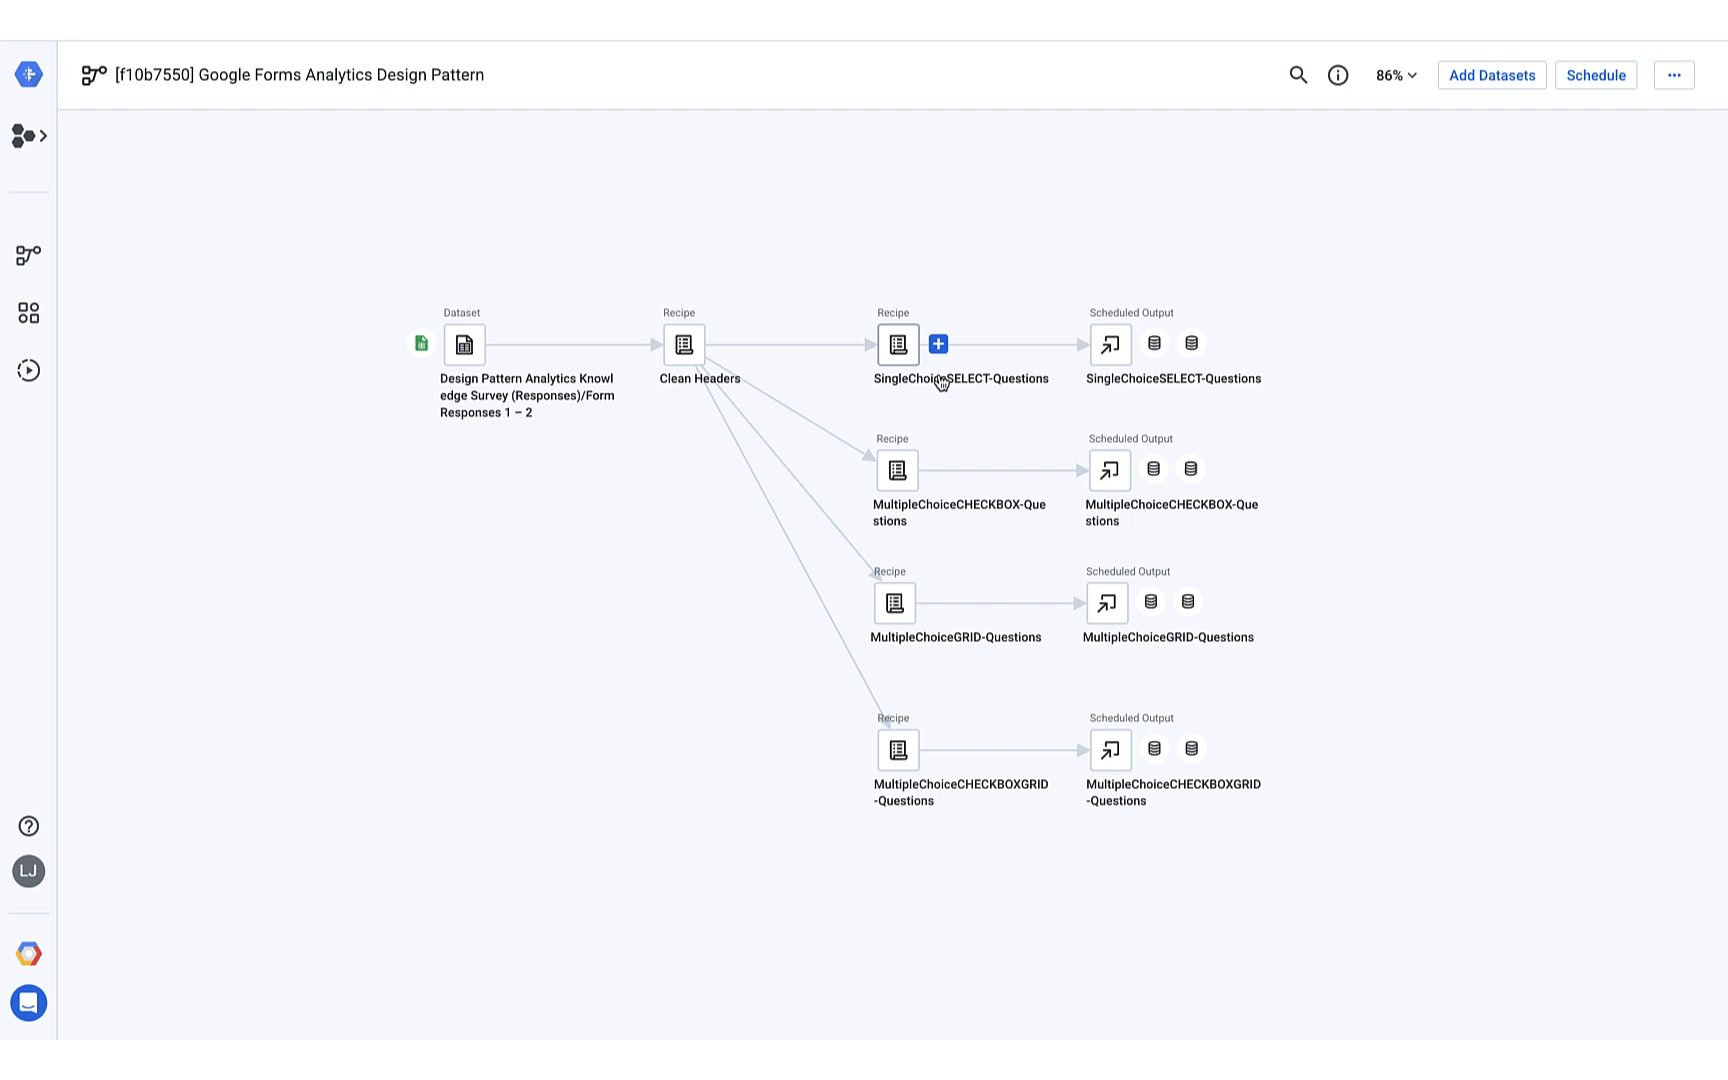 [f10b7550] Google Forms Analytics Design Pattern
86%
Add Datasets
Schedule
Dataset
Design Pattern Analytics Knowl
edge Survey (Responses)/Form
Responses 1 – 2
Recipe
Clean Headers
Recipe
SingleChoiceSELECT-Questions
Scheduled Output
SingleChoiceSELECT-Questions
Recipe
MultipleChoiceCHECKBOX-Que
stions
Scheduled Output
MultipleChoiceCHECKBOX-Que
stions
Recipe
MultipleChoiceGRID-Questions
Scheduled Output
MultipleChoiceGRID-Questions
Recipe
MultipleChoiceCHECKBOXGRID
-Questions
Scheduled Output
MultipleChoiceCHECKBOXGRID
-Questions
LJ